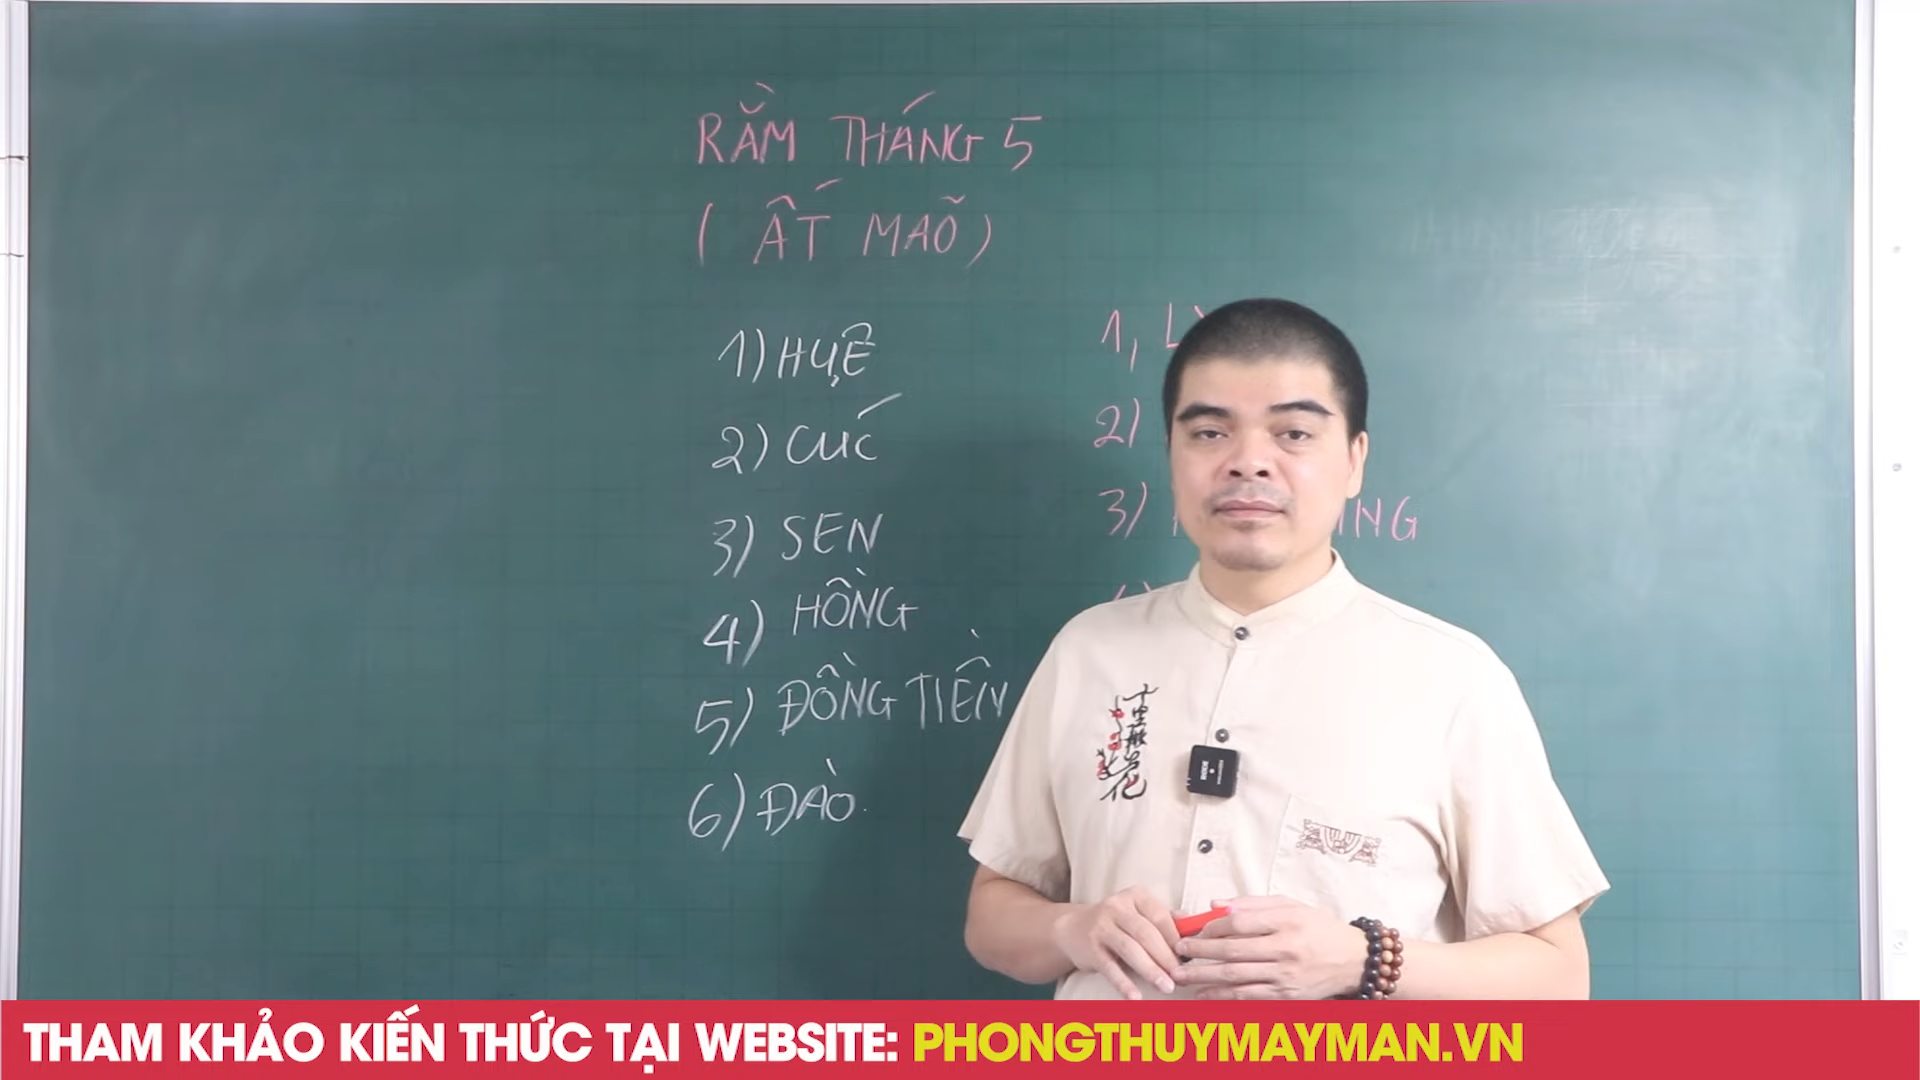 RẰM THÁNG 5
( ẤT MAÕ )
1) HUỆ
2) CÚC
3) SEN
4) HỒNG
5) ĐỒNG TIỀN
6) ĐÀO.
1,
2)
3)
THAM KHẢO KIẾN THỨC TẠI WEBSITE: PHONGTHUYMAYMAN.VN